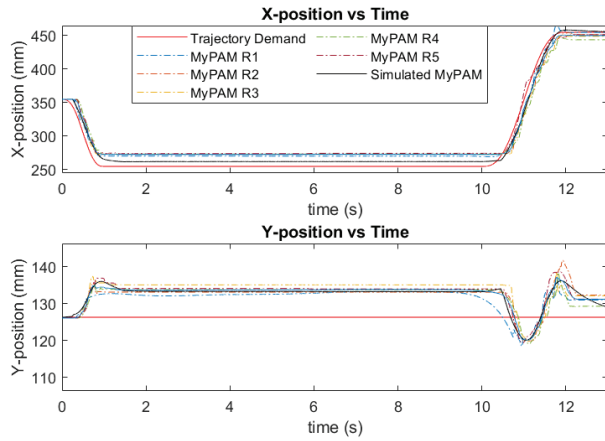 X-position vs Time
X-position (mm)
450
400
350
300
250
Trajectory Demand
MyPAM R1
MyPAM R2
MyPAM R3
MyPAM R4
MyPAM R5
Simulated MyPAM
0 2 4 6 8 10 12
time (s)
Y-position vs Time
Y-position (mm)
140
130
120
110
0 2 4 6 8 10 12
time (s)